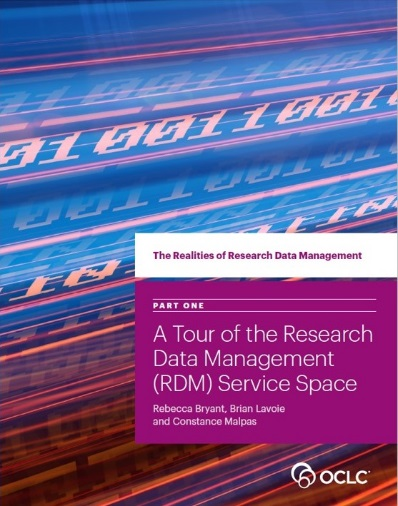 The Realities of Research Data Management
PART ONE
A Tour of the Research
Data Management
(RDM) Service Space
Rebecca Bryant, Brian Lavoie
and Constance Malpas
OCLC